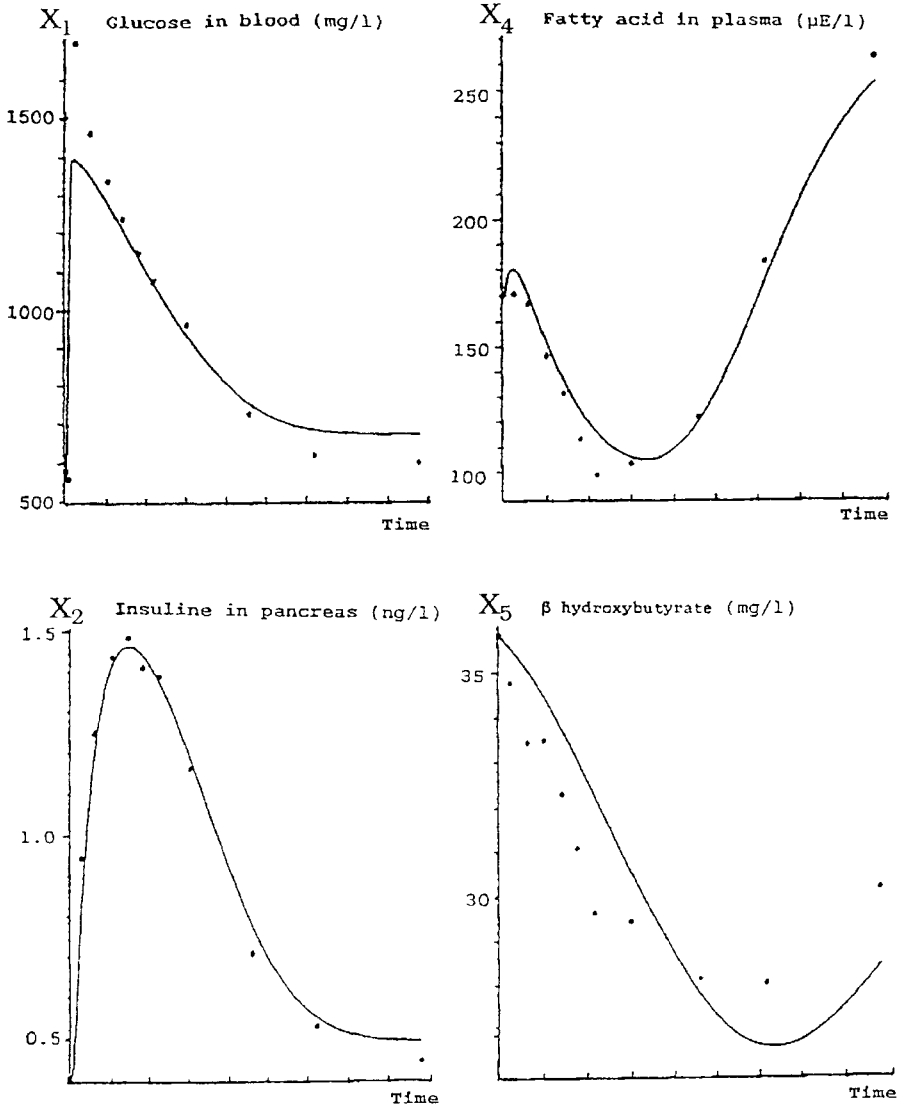 X1 Glucose in blood (mg/l)
1500
1000
500
Time
X4 Fatty acid in plasma (µE/l)
250
200
150
100
Time
X2 Insuline in pancreas (ng/l)
1.5
1.0
0.5
Time
X5 β hydroxybutyrate (mg/l)
35
30
Time